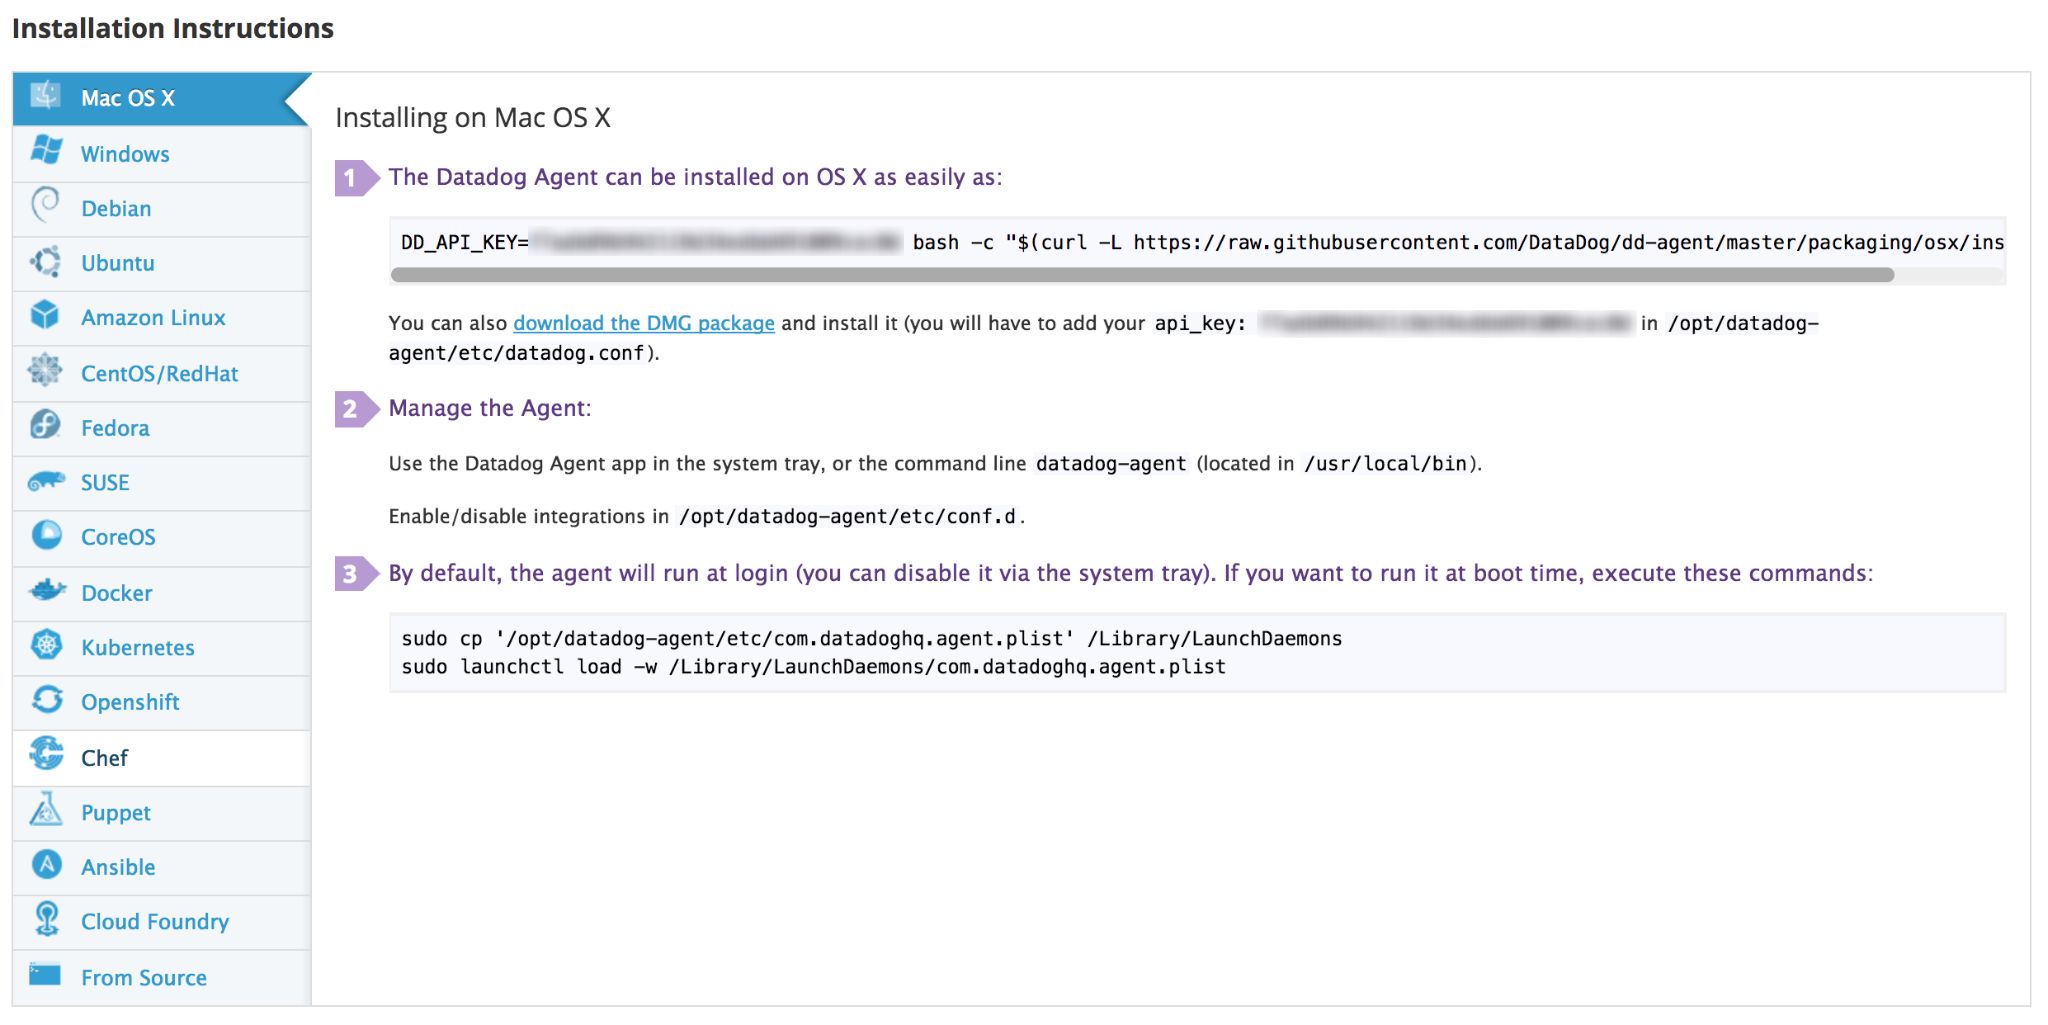 Installation Instructions
Mac OS X
Windows
Debian
Ubuntu
Amazon Linux
CentOS/RedHat
Fedora
SUSE
CoreOS
Docker
Kubernetes
Openshift
Chef
Puppet
Ansible
Cloud Foundry
From Source
Installing on Mac OS X
1 The Datadog Agent can be installed on OS X as easily as:
DD_API_KEY= bash -c "$(curl -L https://raw.githubusercontent.com/DataDog/dd-agent/master/packaging/osx/ins
You can also download the DMG package and install it (you will have to add your api_key: in /opt/datadog-
agent/etc/datadog.conf).
2 Manage the Agent:
Use the Datadog Agent app in the system tray, or the command line datadog-agent (located in /usr/local/bin).
Enable/disable integrations in /opt/datadog-agent/etc/conf.d.
3 By default, the agent will run at login (you can disable it via the system tray). If you want to run it at boot time, execute these commands:
sudo cp '/opt/datadog-agent/etc/com.datadoghq.agent.plist' /Library/LaunchDaemons
sudo launchctl load -w /Library/LaunchDaemons/com.datadoghq.agent.plist